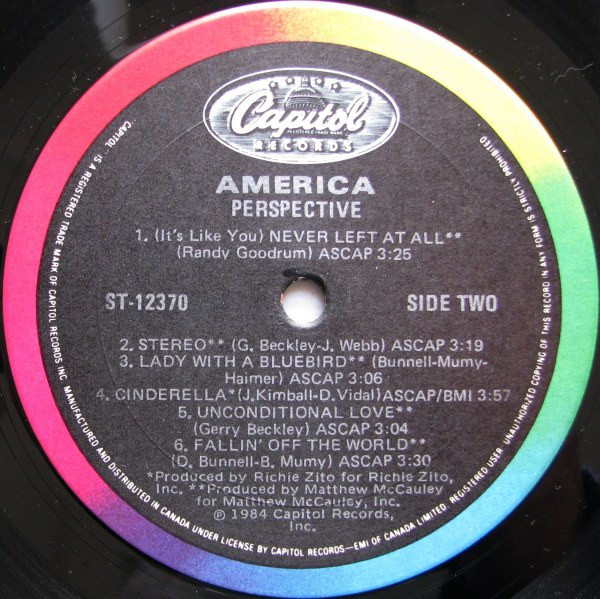 Capitol
REGISTERED TRADE MARK
RECORDS
AMERICA
PERSPECTIVE
1. (It's Like You) NEVER LEFT AT ALL**
(Randy Goodrum) ASCAP 3:25
ST-12370
SIDE TWO
2. STEREO** (G. Beckley-J. Webb) ASCAP 3:19
3. LADY WITH A BLUEBIRD** (Bunnell-Mumy-
Haimer) ASCAP 3:06
4. CINDERELLA*(J.Kimball-D.Vidal)ASCAP/BMI 3:57
5. UNCONDITIONAL LOVE**
(Gerry Beckley) ASCAP 3:04
6. FALLIN' OFF THE WORLD**
(D. Bunnell-B. Mumy) ASCAP 3:30
*Produced by Richie Zito for Richie Zito,
Inc. **Produced by Matthew McCauley
for Matthew McCauley, Inc.
℗ 1984 Capitol Records,
Inc.
"CAPITOL" IS A REGISTERED TRADE MARK OF CAPITOL RECORDS INC. MANUFACTURED AND DISTRIBUTED IN CANADA UNDER LICENSE BY CAPITOL RECORDS—EMI OF CANADA LIMITED. REGISTERED USER. UNAUTHORIZED COPYING OF THIS RECORD IN ANY FORM IS STRICTLY PROHIBITED